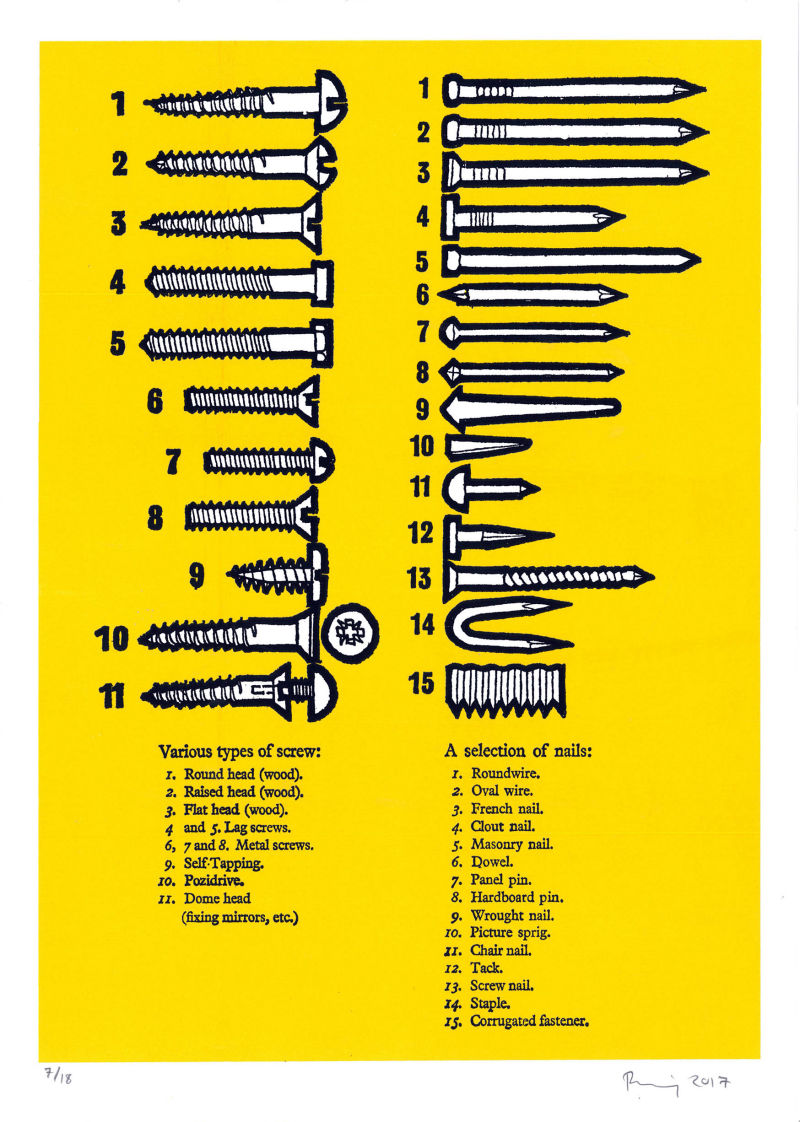 1
2
3
4
5
6
7
8
9
10
11
1
2
3
4
5
6
7
8
9
10
11
12
13
14
15
Various types of screw:
1. Round head (wood).
2. Raised head (wood).
3. Flat head (wood).
4 and 5. Lag screws.
6, 7 and 8. Metal screws.
9. Self-Tapping.
10. Pozidrive.
11. Dome head
(fixing mirrors, etc.)
A selection of nails:
1. Roundwire.
2. Oval wire.
3. French nail.
4. Clout nail.
5. Masonry nail.
6. Dowel.
7. Panel pin.
8. Hardboard pin.
9. Wrought nail.
10. Picture sprig.
11. Chair nail.
12. Tack.
13. Screw nail.
14. Staple.
15. Corrugated fastener.
7/18
2017